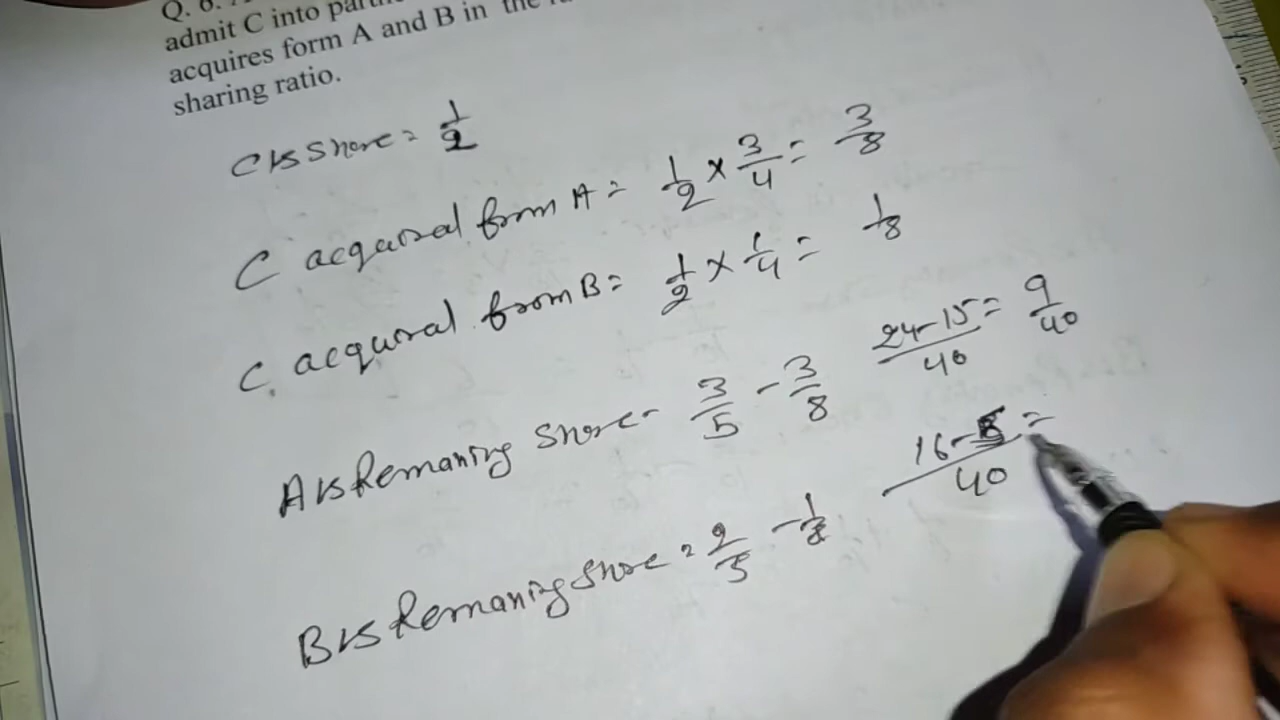 Q. 6.
admit C into
acquires form A and B in the
sharing ratio.
C's Share = 1/2
C acquired from A = 1/2 × 3/4 = 3/8
C acquired from B = 1/2 × 1/4 = 1/8
A's Remaning Share - 3/5 - 3/8 24-15/40 = 9/40
B's Remaning Share = 2/5 - 1/8 16-5/40 =